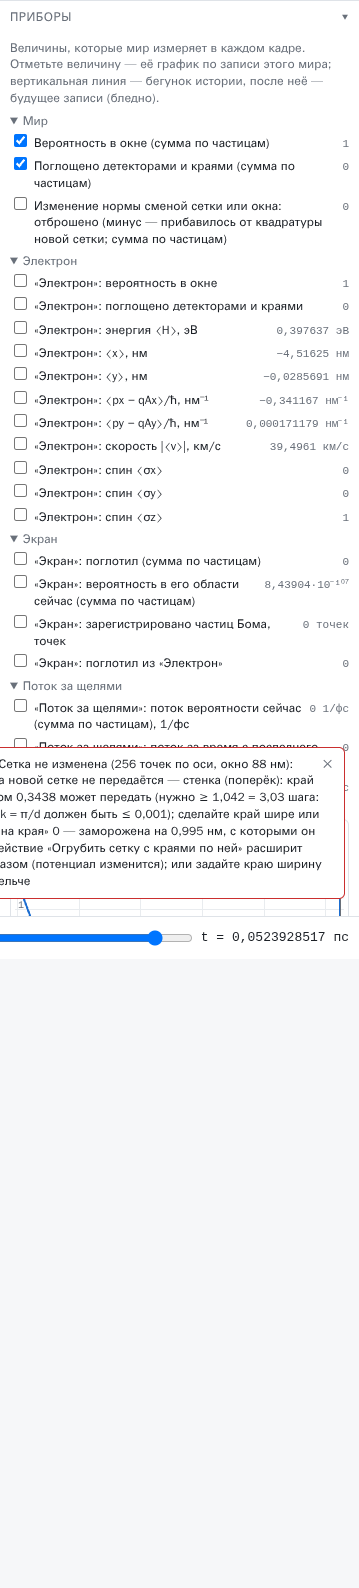 ПРИБОРЫ ▼
Величины, которые мир измеряет в каждом кадре.
Отметьте величину — её график по записи этого мира;
вертикальная линия — бегунок истории, после неё —
будущее записи (бледно).
▼ Мир
Вероятность в окне (сумма по частицам) 1
Поглощено детекторами и краями (сумма по 0
частицам)
Изменение нормы сменой сетки или окна: 0
отброшено (минус — прибавилось от квадратуры
новой сетки; сумма по частицам)
▼ Электрон
«Электрон»: вероятность в окне 1
«Электрон»: поглощено детекторами и краями 0
«Электрон»: энергия ⟨H⟩, эВ 0,397637 эВ
«Электрон»: ⟨x⟩, нм −4,51625 нм
«Электрон»: ⟨y⟩, нм −0,0285691 нм
«Электрон»: ⟨px − qAx⟩/ħ, нм⁻¹ −0,341167 нм⁻¹
«Электрон»: ⟨py − qAy⟩/ħ, нм⁻¹ 0,000171179 нм⁻¹
«Электрон»: скорость |⟨v⟩|, км/с 39,4961 км/с
«Электрон»: спин ⟨σx⟩ 0
«Электрон»: спин ⟨σy⟩ 0
«Электрон»: спин ⟨σz⟩ 1
▼ Экран
«Экран»: поглотил (сумма по частицам) 0
«Экран»: вероятность в его области 8,43904·10⁻¹⁰⁷
сейчас (сумма по частицам)
«Экран»: зарегистрировано частиц Бома, 0 точек
точек
«Экран»: поглотил из «Электрон» 0
▼ Поток за щелями
«Поток за щелями»: поток вероятности сейчас 0 1/фс
(сумма по частицам), 1/фс
Сетка не изменена (256 точек по оси, окно 88 нм): ×
а новой сетке не передаётся — стенка (поперёк): край
ом 0,3438 может передать (нужно ≥ 1,042 = 3,03 шага:
k = π/d должен быть ≤ 0,001); сделайте край шире или
на края» 0 — заморожена на 0,995 нм, с которыми он
ействие «Огрубить сетку с краями по ней» расширит
азом (потенциал изменится); или задайте краю ширину
ельче
1
t = 0,0523928517 пс